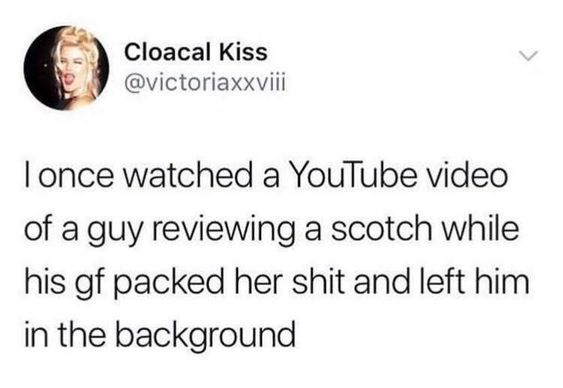 Cloacal Kiss
@victoriaxxviii
I once watched a YouTube video
of a guy reviewing a scotch while
his gf packed her shit and left him
in the background